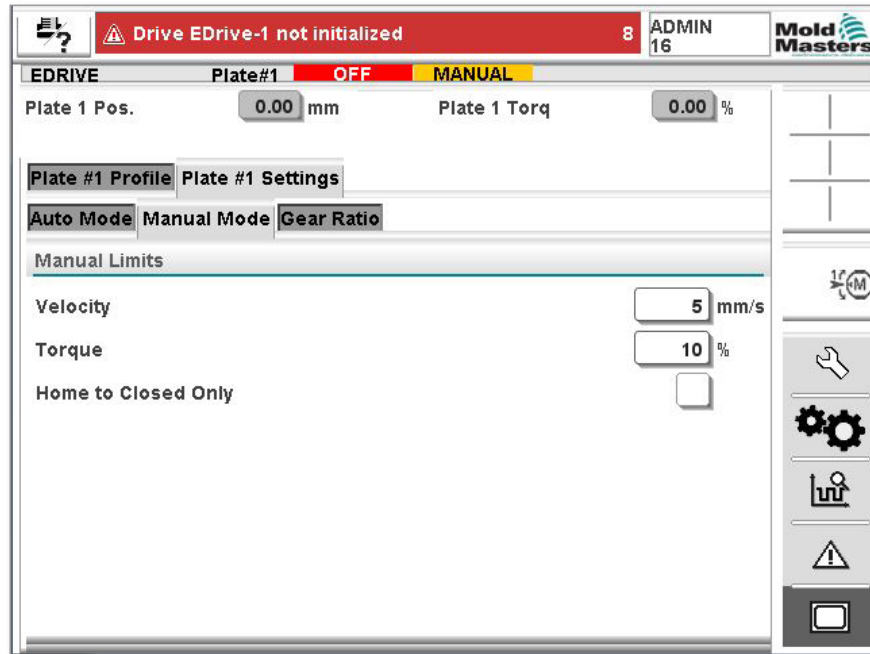 Drive EDrive-1 not initialized 8
ADMIN
16
Mold
Masters
EDRIVE Plate#1 OFF MANUAL
Plate 1 Pos. 0.00 mm Plate 1 Torq 0.00 %
Plate #1 Profile Plate #1 Settings
Auto Mode Manual Mode Gear Ratio
Manual Limits
Velocity 5 mm/s
Torque 10 %
Home to Closed Only
M